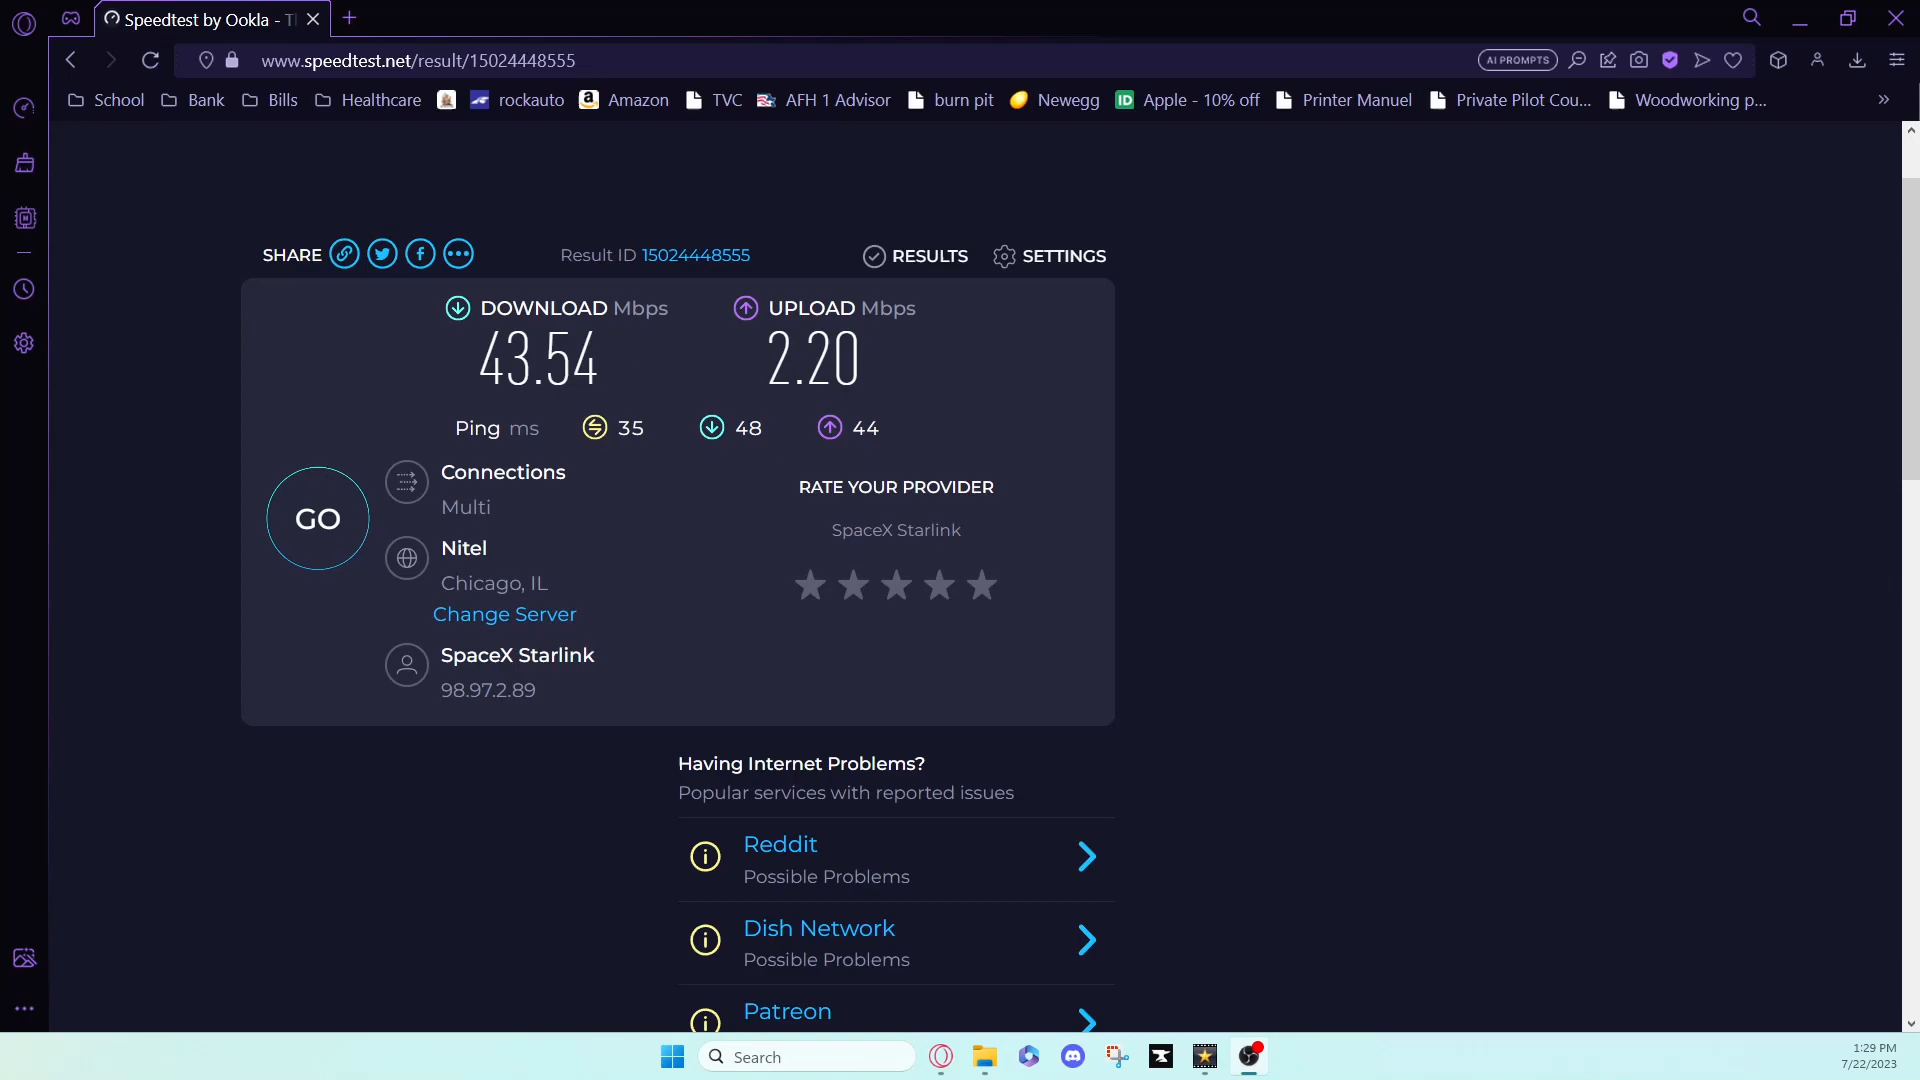 Speedtest by Ookla - T
www.speedtest.net/result/15024448555
AI PROMPTS
School Bank Bills Healthcare rockauto Amazon TVC AFH 1 Advisor burn pit Newegg ID Apple - 10% off Printer Manuel Private Pilot Cou... Woodworking p...
SHARE Result ID 15024448555 RESULTS SETTINGS
DOWNLOAD Mbps UPLOAD Mbps
43.54 2.20
Ping ms 35 48 44
GO
Connections
Multi
Nitel
Chicago, IL
Change Server
SpaceX Starlink
98.97.2.89
RATE YOUR PROVIDER
SpaceX Starlink
Having Internet Problems?
Popular services with reported issues
Reddit
Possible Problems
Dish Network
Possible Problems
Patreon
Search
1:29 PM
7/22/2023